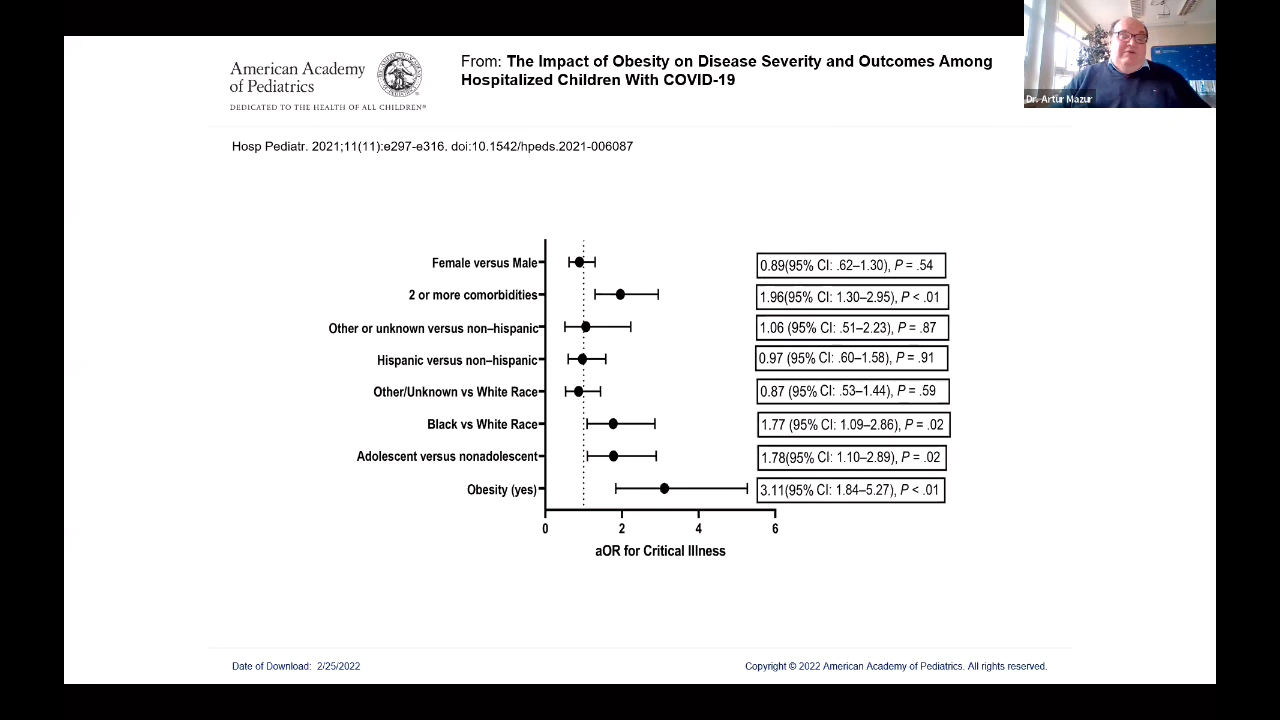 American Academy
of Pediatrics
DEDICATED TO THE HEALTH OF ALL CHILDREN®
From: The Impact of Obesity on Disease Severity and Outcomes Among
Hospitalized Children With COVID-19
Dr. Artur Mazur
Hosp Pediatr. 2021;11(11):e297-e316. doi:10.1542/hpeds.2021-006087
Female versus Male 0.89(95% CI: .62–1.30), P = .54
2 or more comorbidities 1.96(95% CI: 1.30–2.95), P < .01
Other or unknown versus non–hispanic 1.06 (95% CI: .51–2.23), P = .87
Hispanic versus non–hispanic 0.97 (95% CI: .60–1.58), P = .91
Other/Unknown vs White Race 0.87 (95% CI: .53–1.44), P = .59
Black vs White Race 1.77 (95% CI: 1.09–2.86), P = .02
Adolescent versus nonadolescent 1.78(95% CI: 1.10–2.89), P = .02
Obesity (yes) 3.11(95% CI: 1.84–5.27), P < .01
0 2 4 6
aOR for Critical Illness
Date of Download: 2/25/2022
Copyright © 2022 American Academy of Pediatrics. All rights reserved.